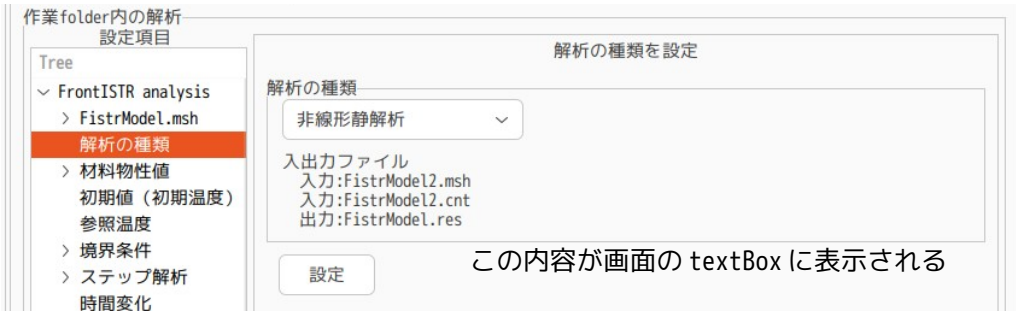 作業folder内の解析
設定項目
Tree
FrontISTR analysis
FistrModel.msh
解析の種類
材料物性値
初期値（初期温度）
参照温度
境界条件
ステップ解析
時間変化
解析の種類を設定
解析の種類
非線形静解析
入出力ファイル
入力:FistrModel2.msh
入力:FistrModel2.cnt
出力:FistrModel.res
設定
この内容が画面の textBox に表示される